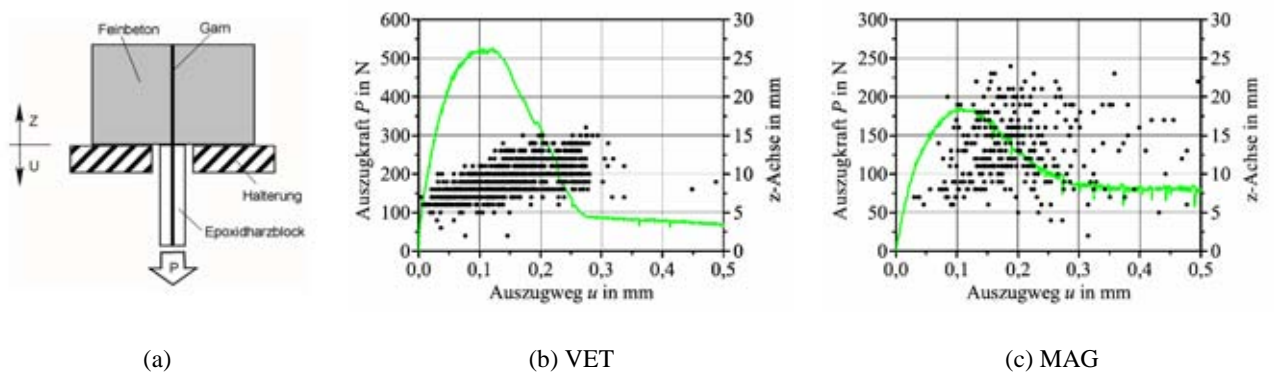 Feinbeton
Garn
Z
U
Halterung
Epoxidharzblock
P
(a)
Auszugkraft P in N
600
500
400
300
200
100
0
30
25
20
15
10
5
0
z-Achse in mm
0,0 0,1 0,2 0,3 0,4 0,5
Auszugweg u in mm
(b) VET
Auszugkraft P in N
300
250
200
150
100
50
0
30
25
20
15
10
5
0
z-Achse in mm
0,0 0,1 0,2 0,3 0,4 0,5
Auszugweg u in mm
(c) MAG